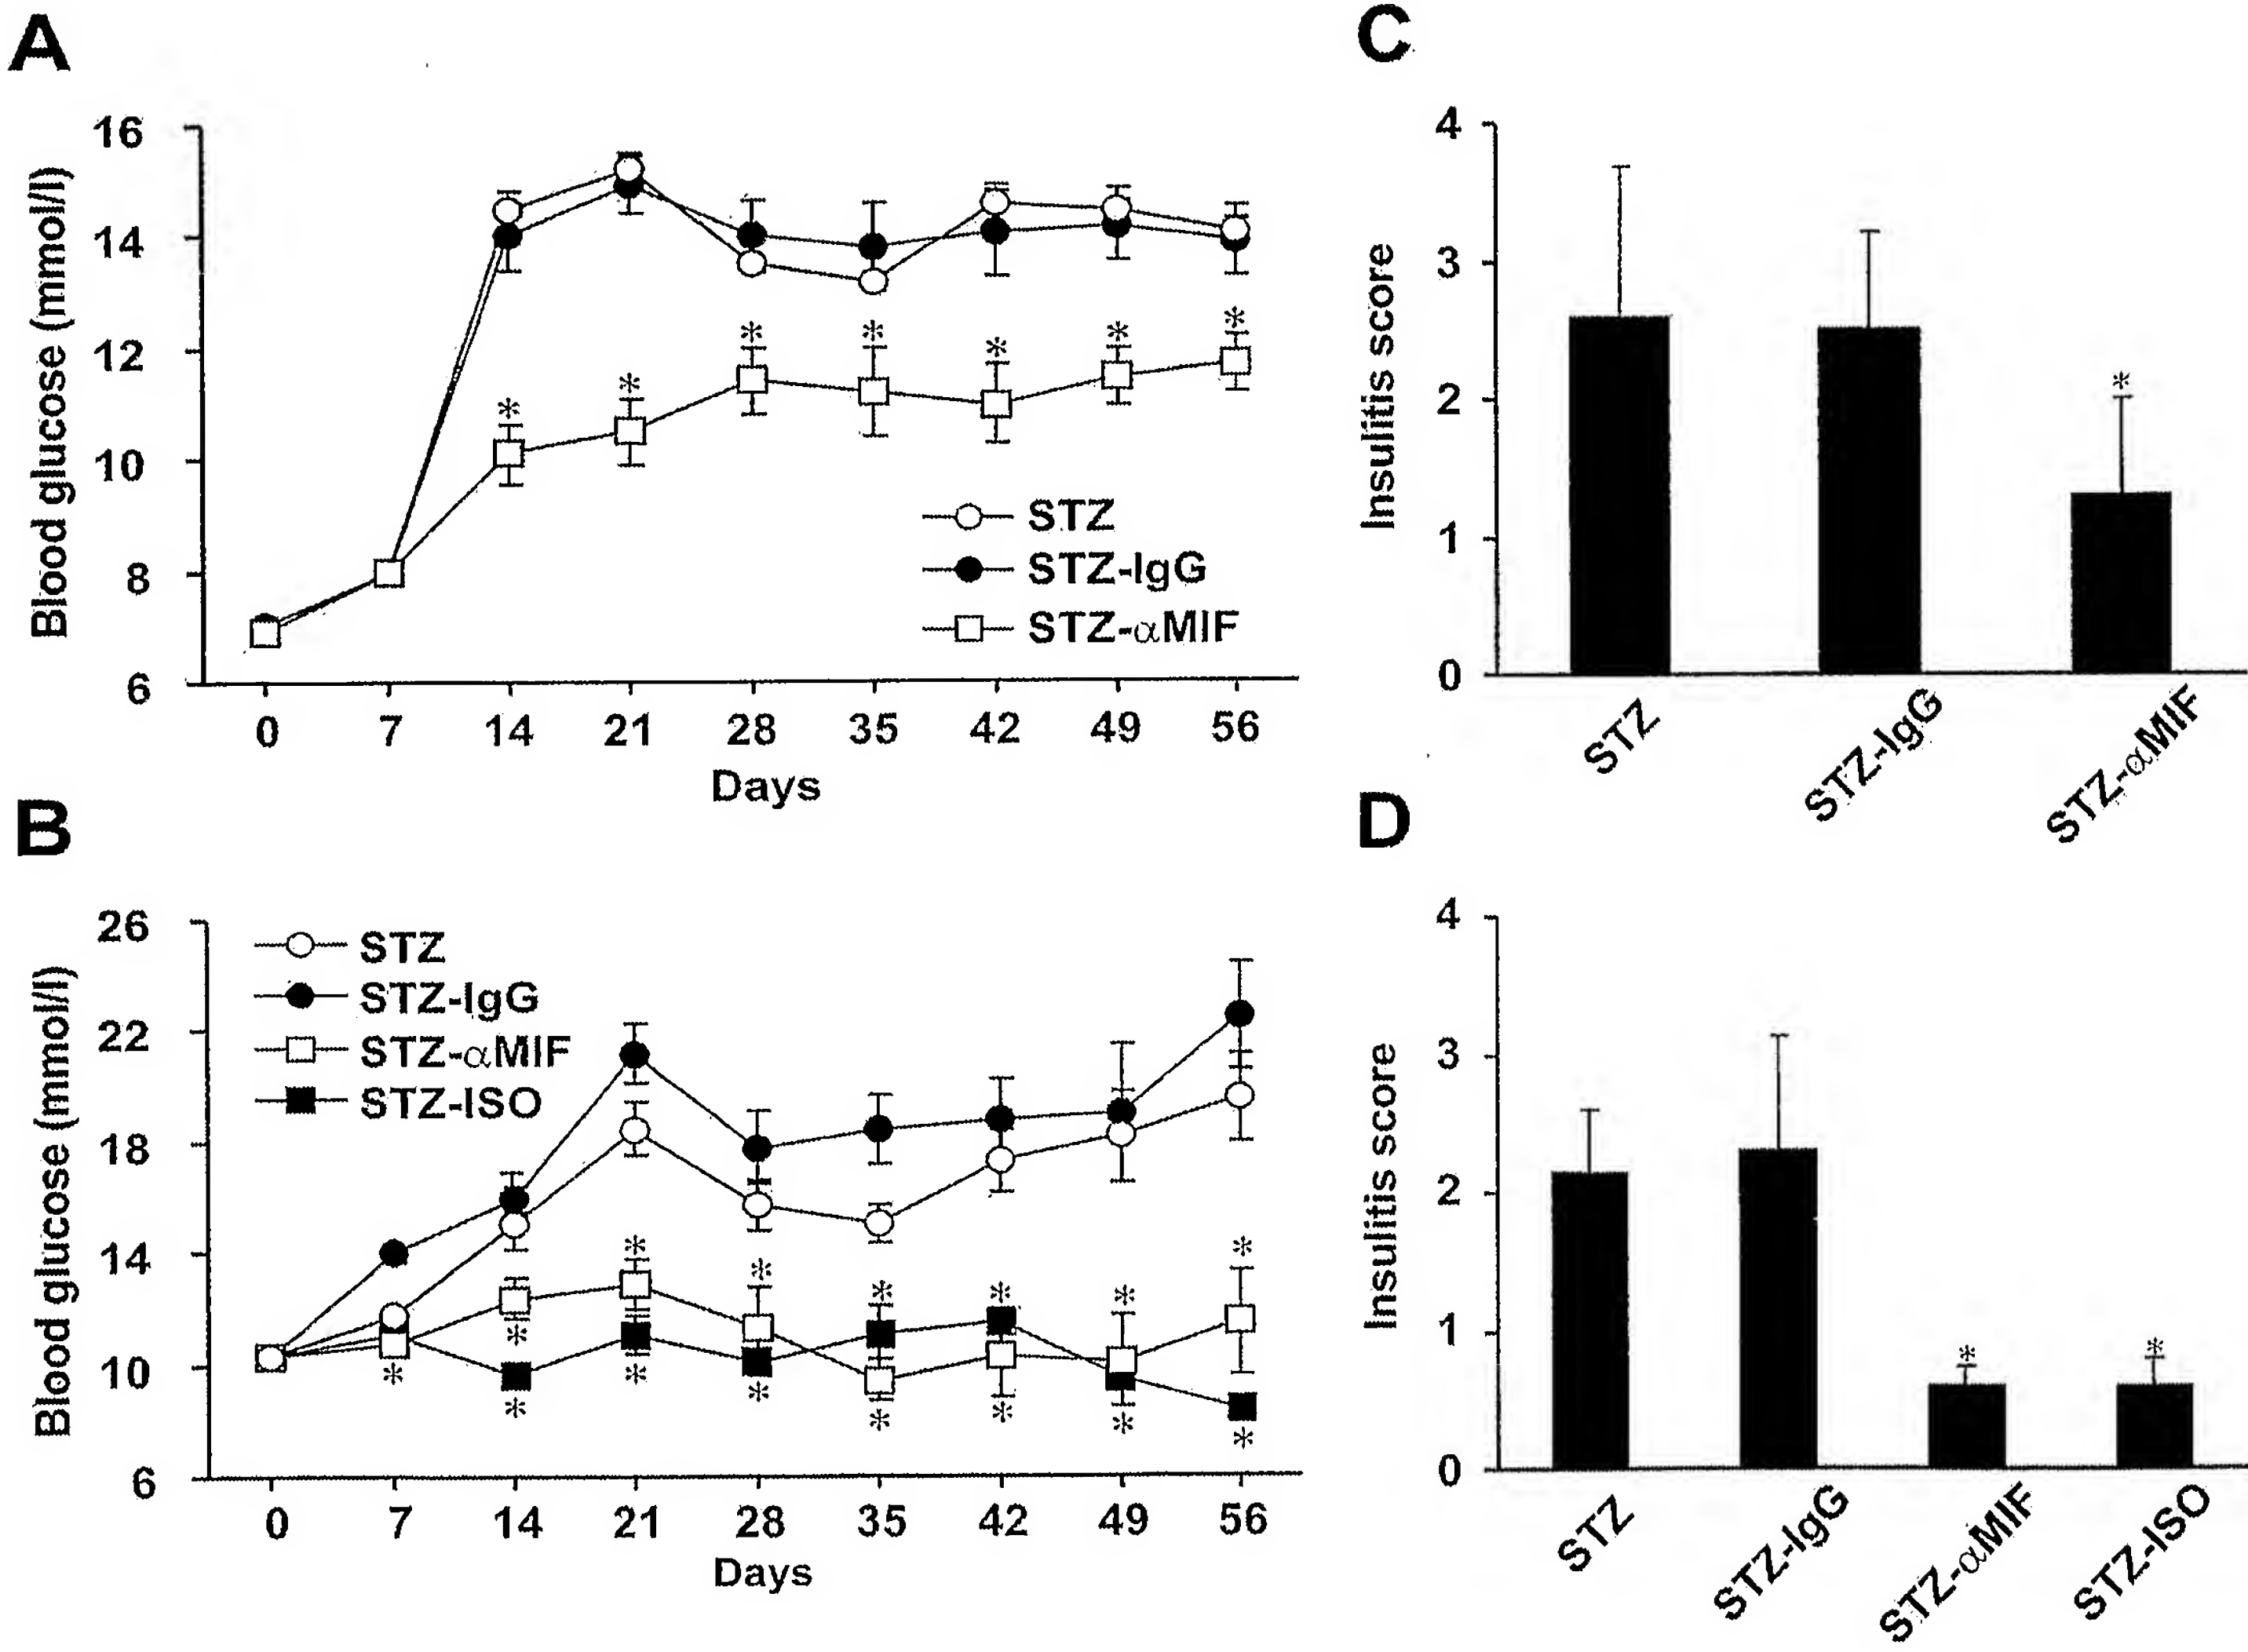 A
Blood glucose (mmol/l)
16
14
12
10
8
6
* * * * * * *
STZ
STZ-IgG
STZ-αMIF
0 7 14 21 28 35 42 49 56
Days
B
Blood glucose (mmol/l)
26
22
18
14
10
6
STZ
STZ-IgG
STZ-αMIF
STZ-ISO
* * * * * *
* * * * * * * * *
0 7 14 21 28 35 42 49 56
Days
C
Insulitis score
4
3
2
1
0
*
STZ
STZ-IgG
STZ-αMIF
D
Insulitis score
4
3
2
1
0
* *
STZ
STZ-IgG
STZ-αMIF
STZ-ISO